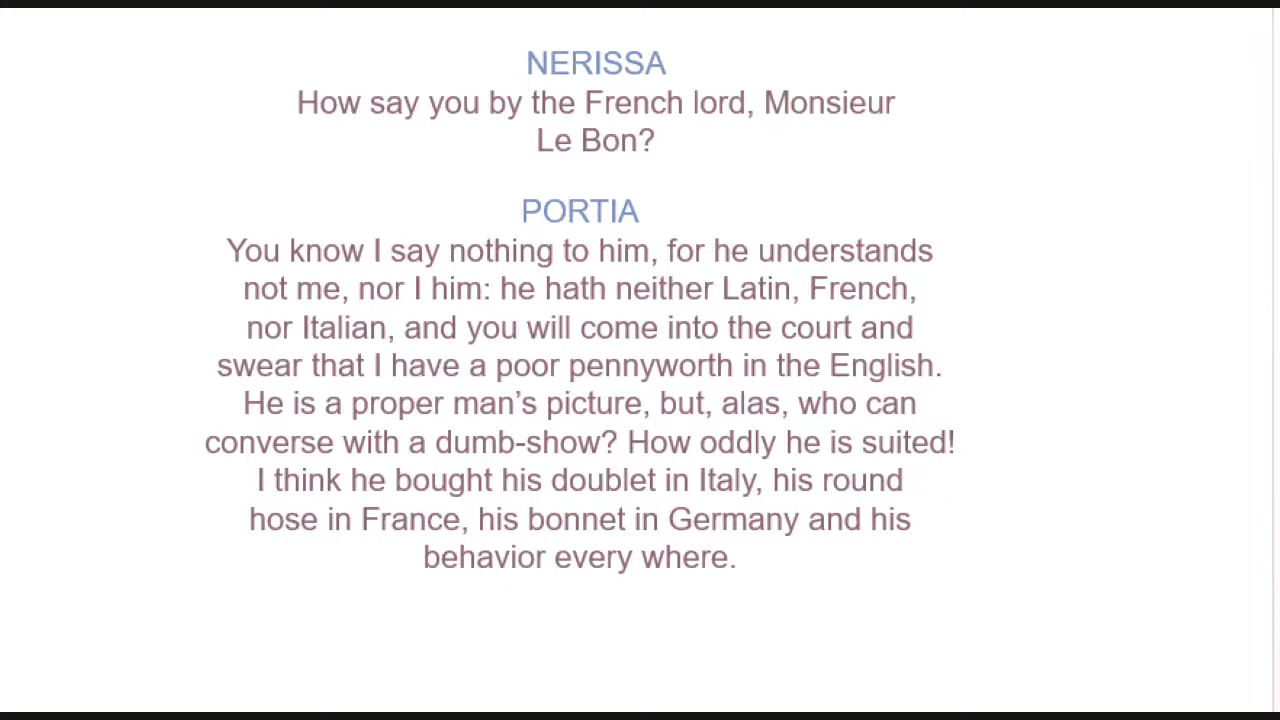 NERISSA
How say you by the French lord, Monsieur
Le Bon?
PORTIA
You know I say nothing to him, for he understands
not me, nor I him: he hath neither Latin, French,
nor Italian, and you will come into the court and
swear that I have a poor pennyworth in the English.
He is a proper man’s picture, but, alas, who can
converse with a dumb-show? How oddly he is suited!
I think he bought his doublet in Italy, his round
hose in France, his bonnet in Germany and his
behavior every where.